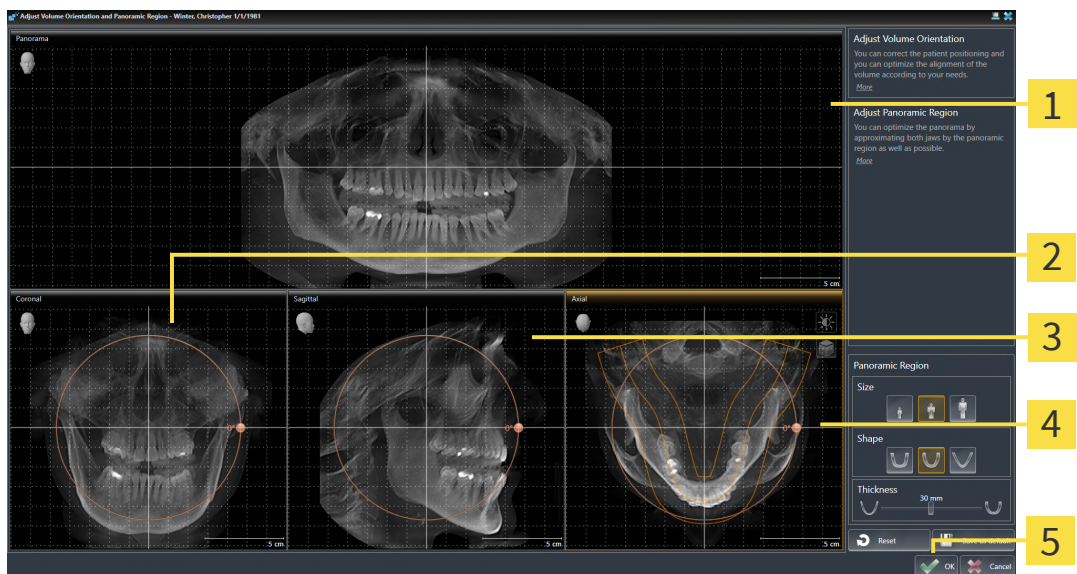 Adjust Volume Orientation and Panoramic Region - Winter, Christopher 1/1/1981
Panorama
5 cm
Coronal
0°
5 cm
Sagittal
5 cm
Axial
0°
5 cm
Adjust Volume Orientation
You can correct the patient positioning and
you can optimize the alignment of the
volume according to your needs.
More
Adjust Panoramic Region
You can optimize the panorama by
approximating both jaws by the panoramic
region as well as possible.
More
Panoramic Region
Size
Shape
Thickness
30 mm
Reset
Save as default
OK
Cancel
1
2
3
4
5